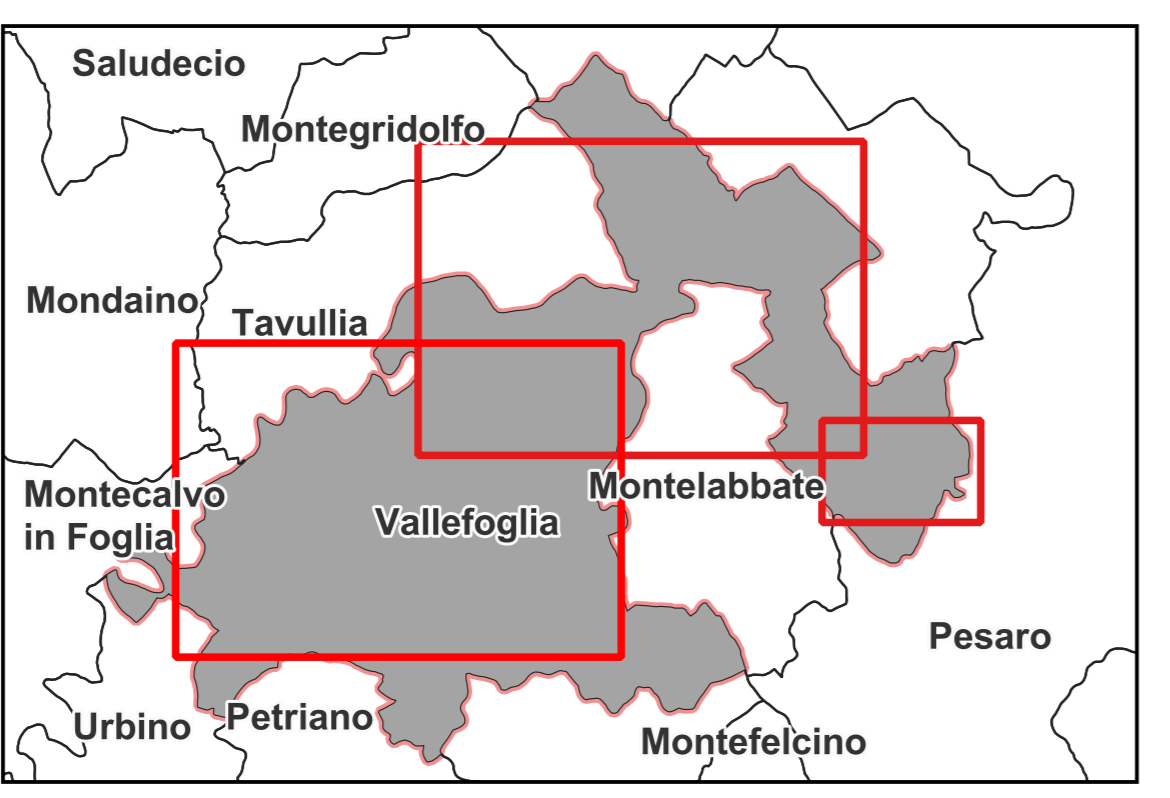 Saludecio
Montegridolfo
Mondaino
Tavullia
Montecalvo
in Foglia
Vallefoglia
Montelabbate
Pesaro
Urbino
Petriano
Montefelcino